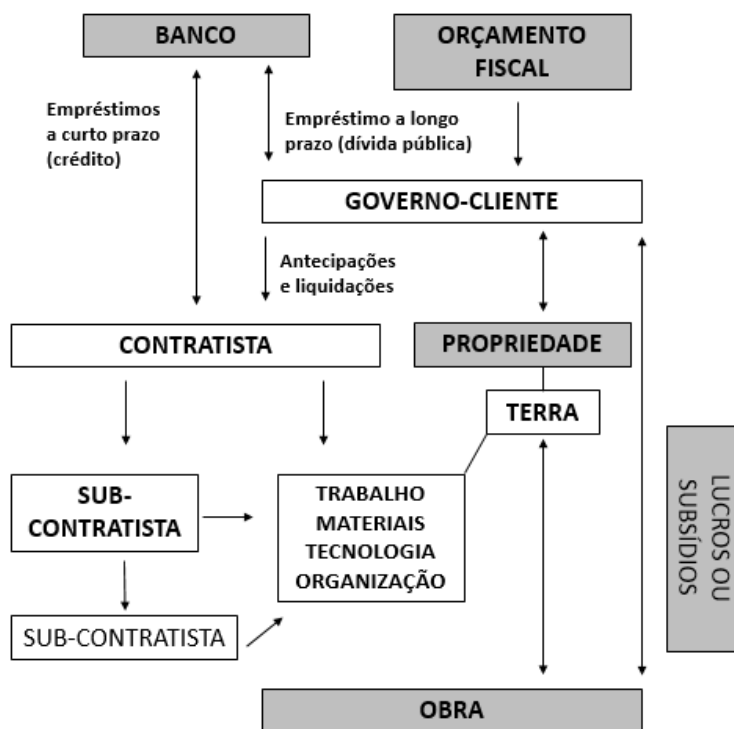 BANCO
ORÇAMENTO
FISCAL
Empréstimos
a curto prazo
(crédito)
Empréstimo a longo
prazo (dívida pública)
GOVERNO-CLIENTE
Antecipações
e liquidações
CONTRATISTA
PROPRIEDADE
TERRA
LUCROS OU
SUBSÍDIOS
SUB-
CONTRATISTA
TRABALHO
MATERIAIS
TECNOLOGIA
ORGANIZAÇÃO
SUB-CONTRATISTA
OBRA